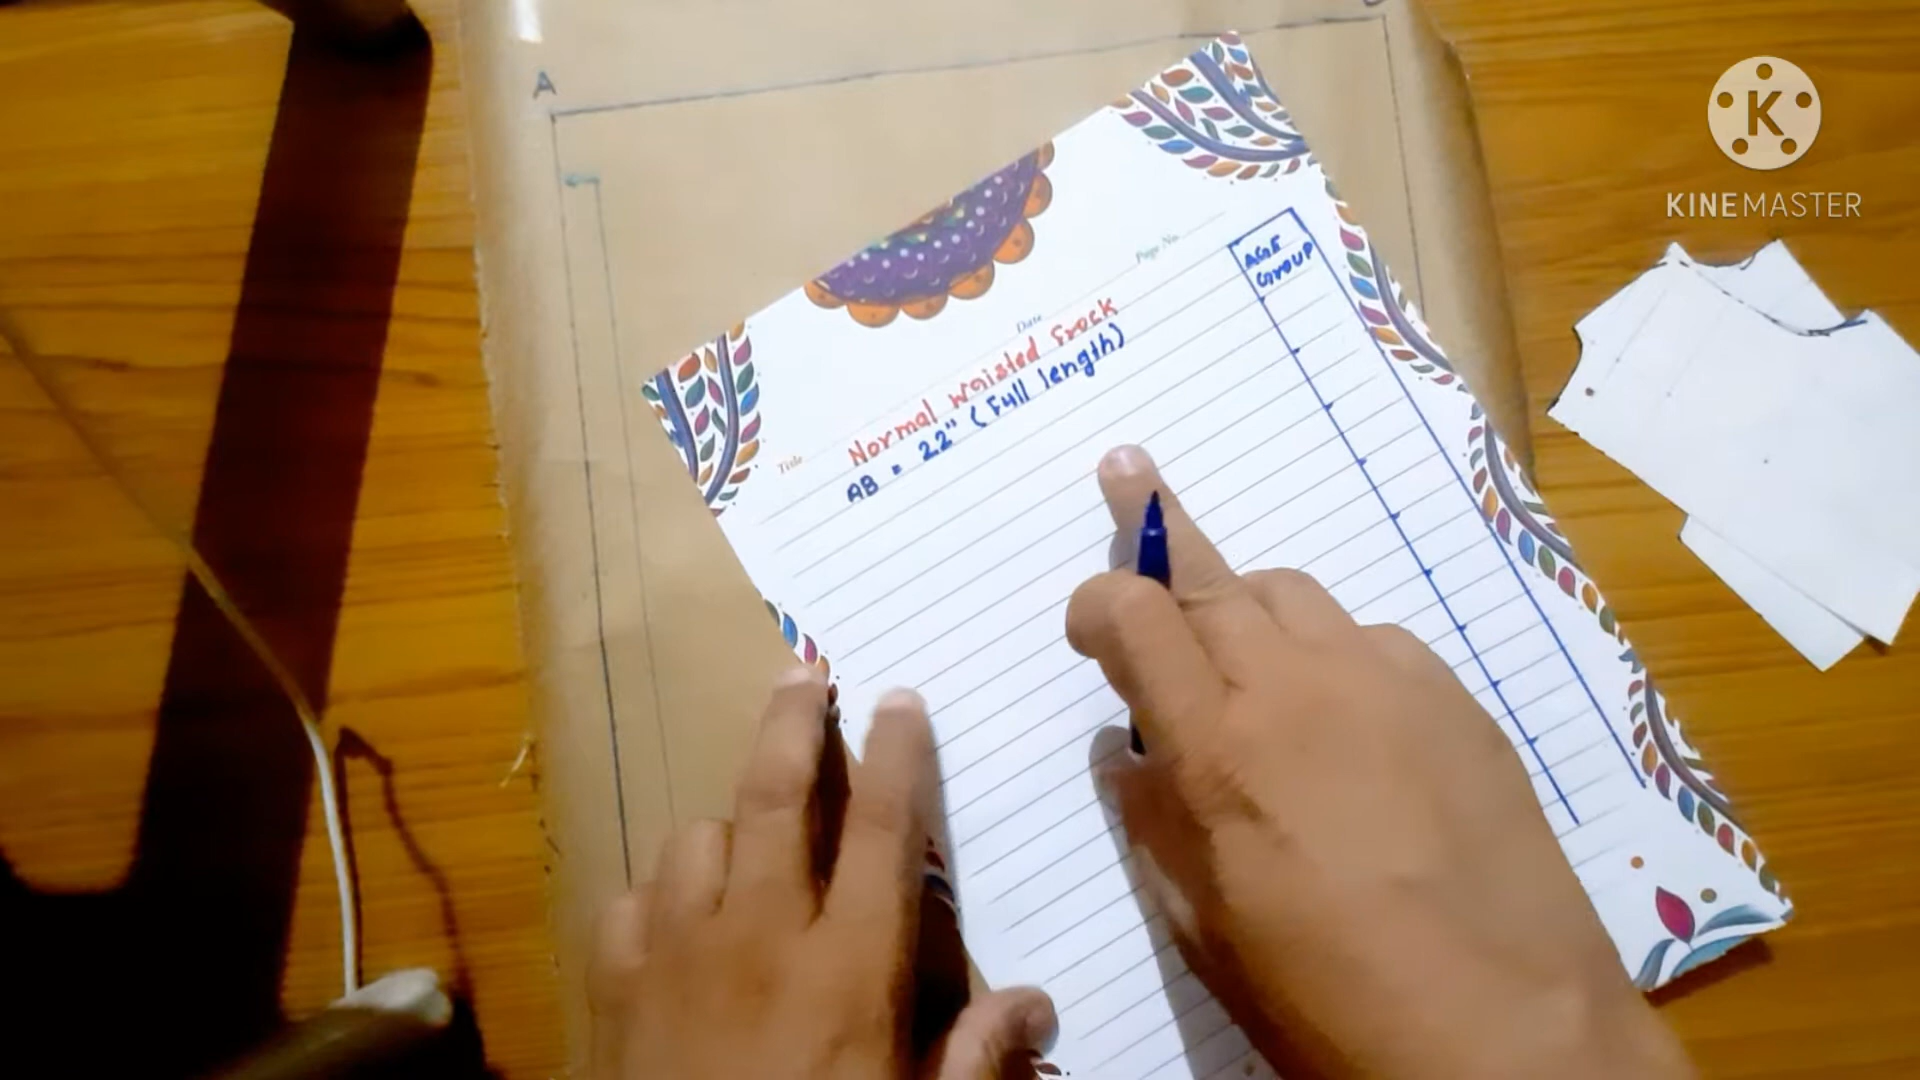 A
KINEMASTER
Page No
AGE
GROUP
Date
Title
Normal Waisted Frock
AB = 22" (Full length)